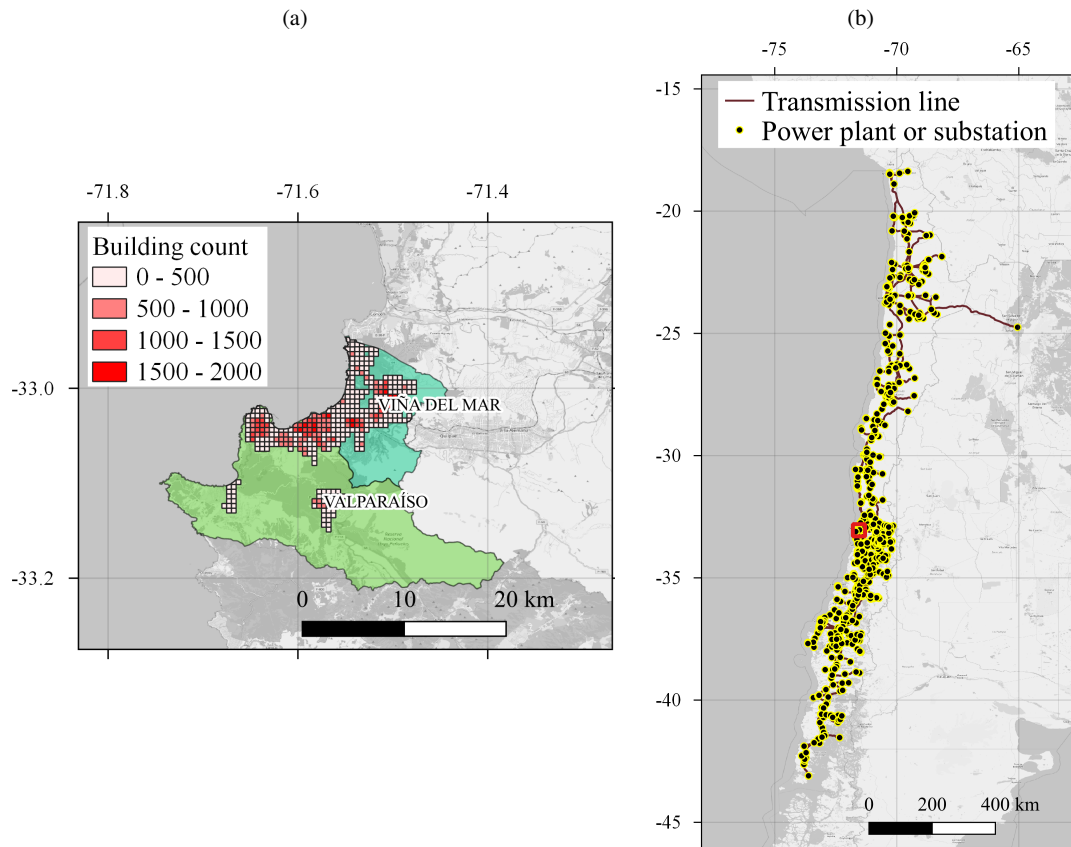 (a)
(b)
-71.8
-71.6
-71.4
-33.0
-33.2
Building count
0 - 500
500 - 1000
1000 - 1500
1500 - 2000
VIÑA DEL MAR
VALPARAÍSO
0
10
20 km
-75
-70
-65
-15
-20
-25
-30
-35
-40
-45
Transmission line
Power plant or substation
0
200
400 km